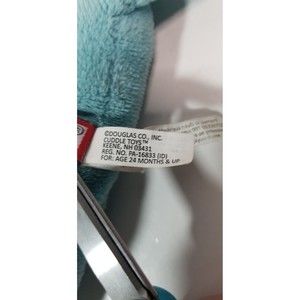 ©DOUGLAS CO., INC.
CUDDLE TOYS™
KEENE, NH 03431
REG. NO. PA-16833 (ID)
FOR: AGE 24 MONTHS & UP